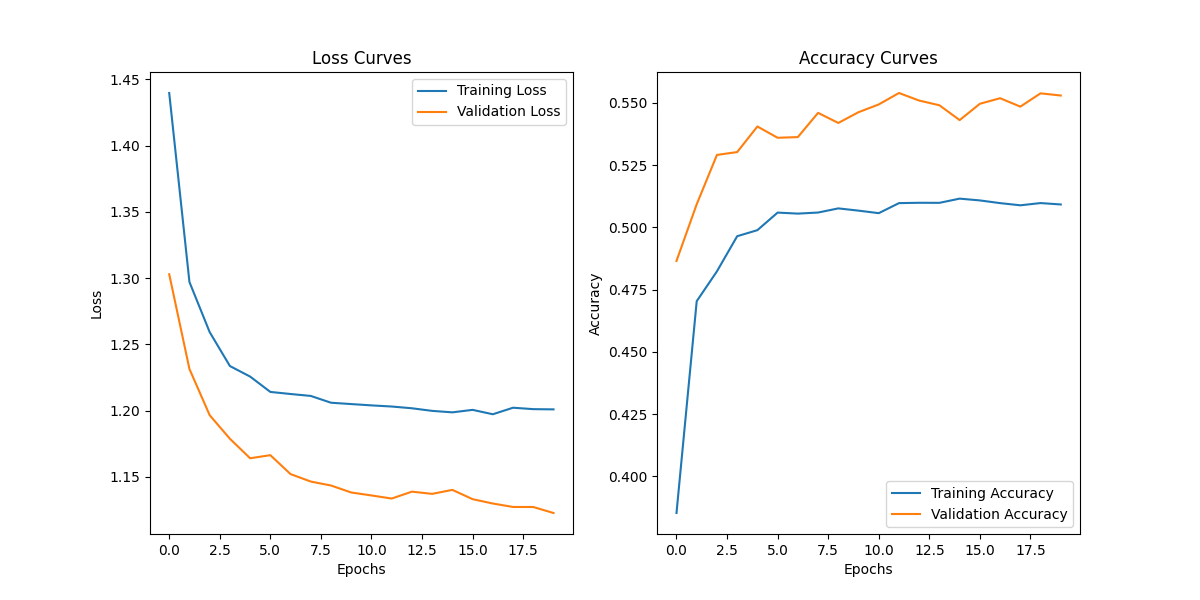 Loss Curves
1.45
1.40
1.35
1.30
1.25
1.20
1.15
Loss
Training Loss
Validation Loss
0.0 2.5 5.0 7.5 10.0 12.5 15.0 17.5
Epochs
Accuracy Curves
0.550
0.525
0.500
0.475
0.450
0.425
0.400
Accuracy
Training Accuracy
Validation Accuracy
0.0 2.5 5.0 7.5 10.0 12.5 15.0 17.5
Epochs